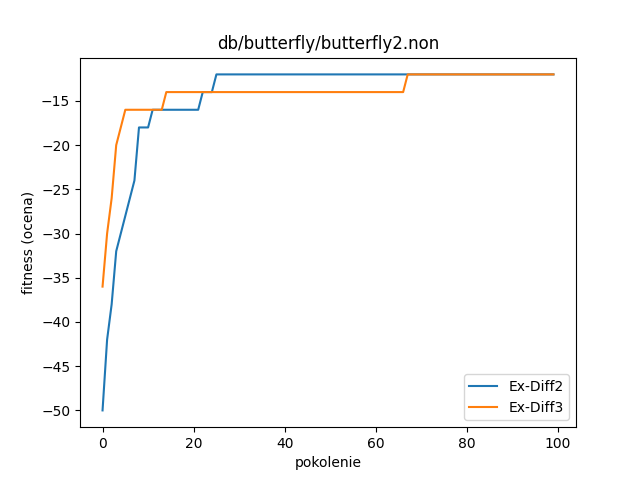 db/butterfly/butterfly2.non
fitness (ocena)
−15
−20
−25
−30
−35
−40
−45
−50
0 20 40 60 80 100
pokolenie
Ex-Diff2
Ex-Diff3